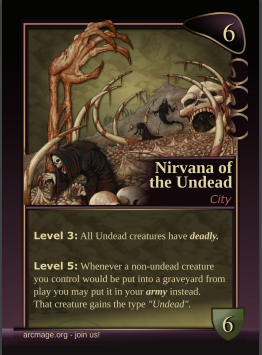 6
Nirvana of
the Undead
City
Level 3: All Undead creatures have deadly.
Level 5: Whenever a non-undead creature
you control would be put into a graveyard from
play you may put it in your army instead.
That creature gains the type "Undead".
6
arcmage.org - join us!